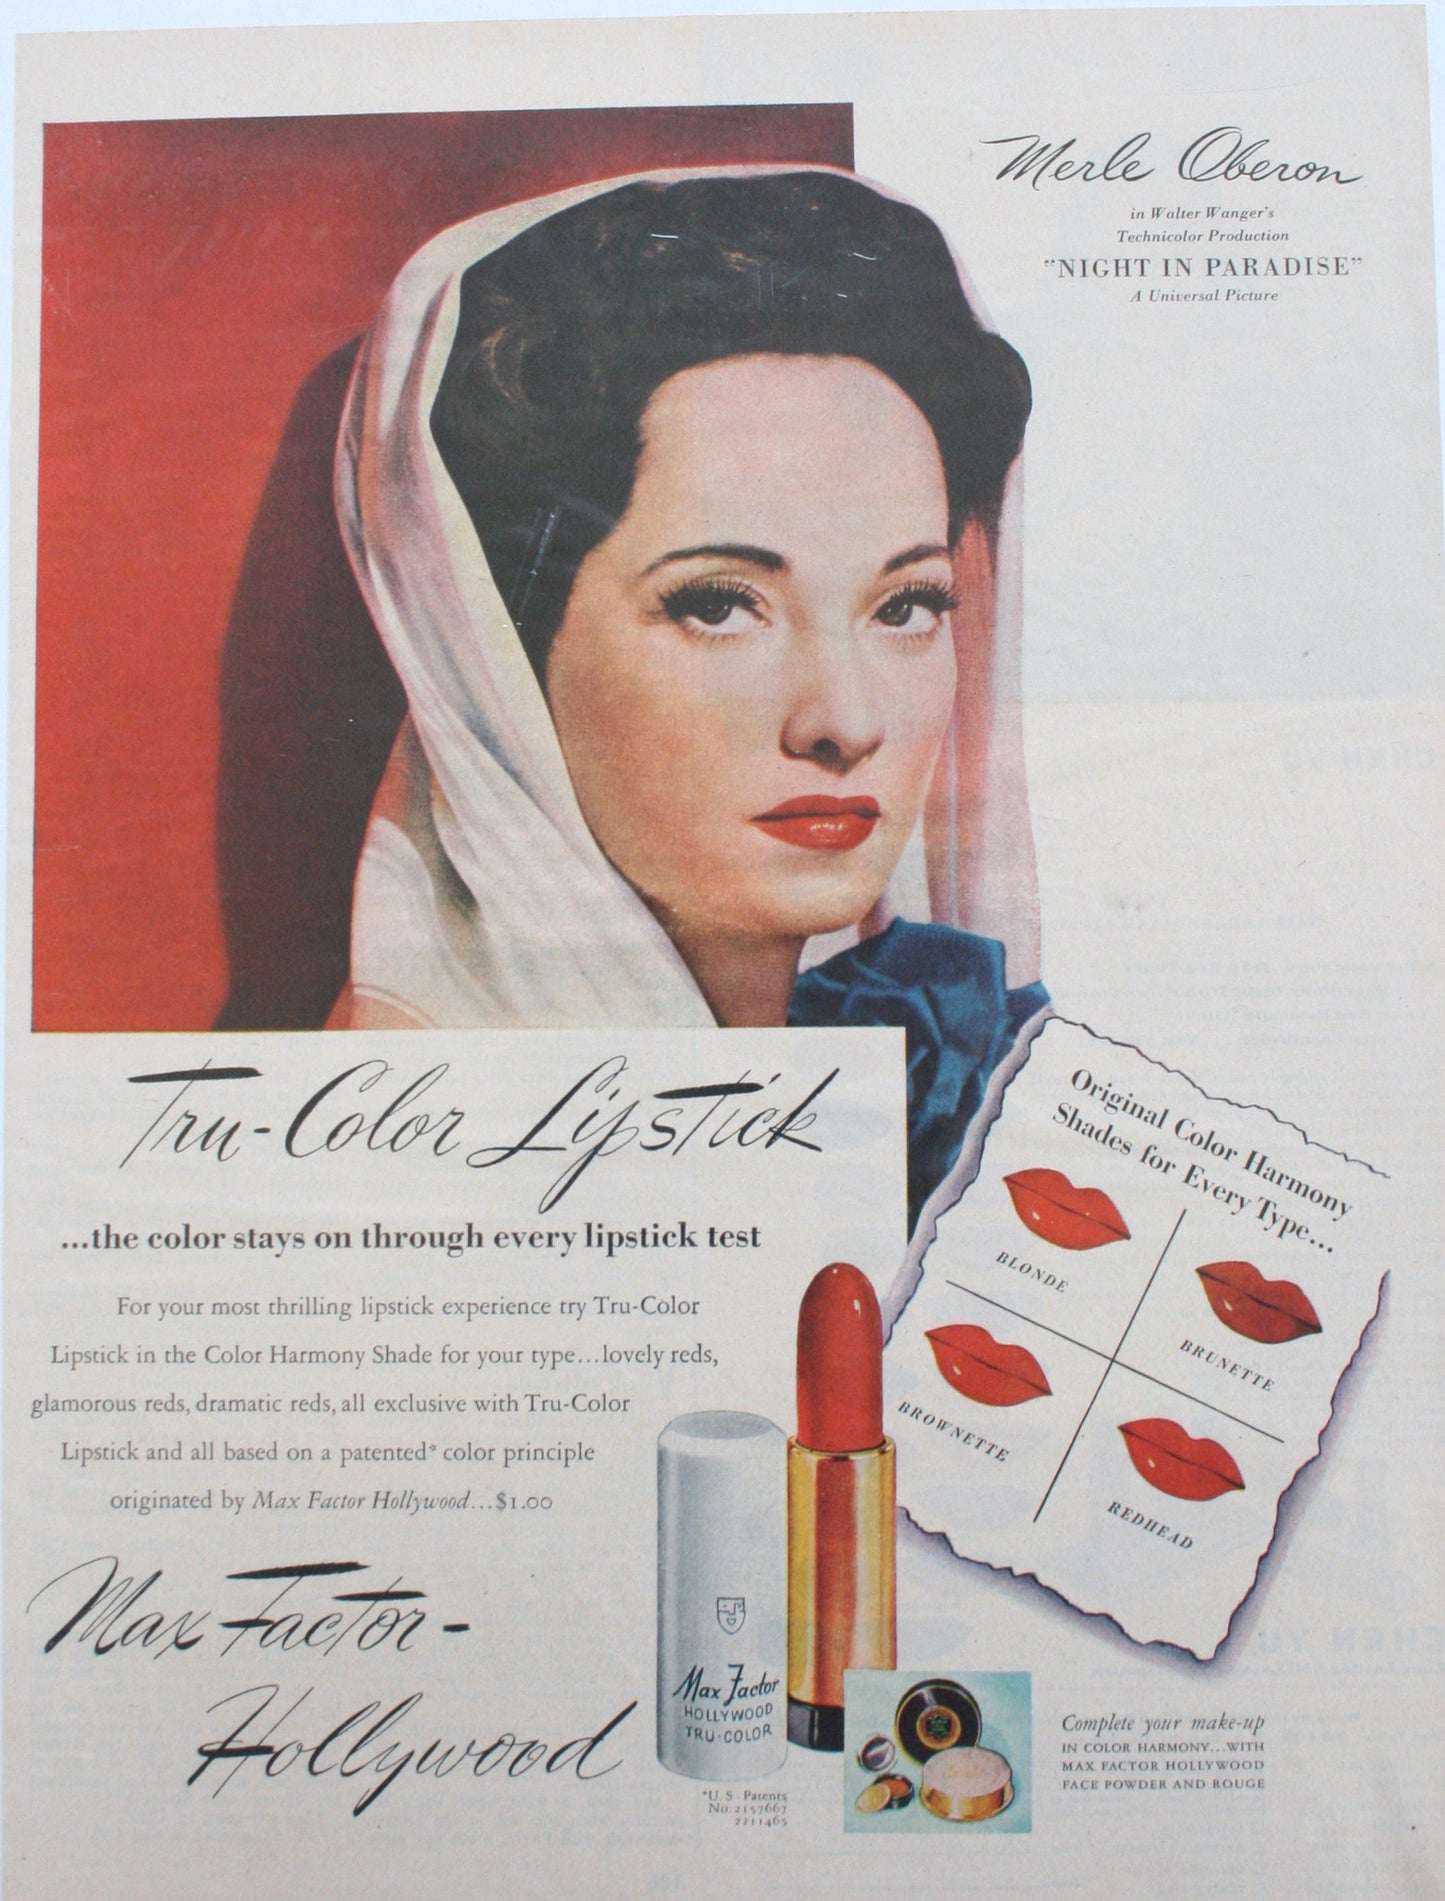 Merle Oberon
in Walter Wanger's
Technicolor Production
"NIGHT IN PARADISE"
A Universal Picture
Tru-Color Lipstick
...the color stays on through every lipstick test
For your most thrilling lipstick experience try Tru-Color
Lipstick in the Color Harmony Shade for your type...lovely reds,
glamorous reds, dramatic reds, all exclusive with Tru-Color
Lipstick and all based on a patented* color principle
originated by Max Factor Hollywood...$1.00
Max Factor-
Hollywood
Original Color Harmony
Shades for Every Type...
BLONDE
BRUNETTE
BROWNETTE
REDHEAD
Max Factor
HOLLYWOOD
TRU-COLOR
*U. S. Patents
No. 2157667
2211465
Complete your make-up
IN COLOR HARMONY...WITH
MAX FACTOR HOLLYWOOD
FACE POWDER AND ROUGE